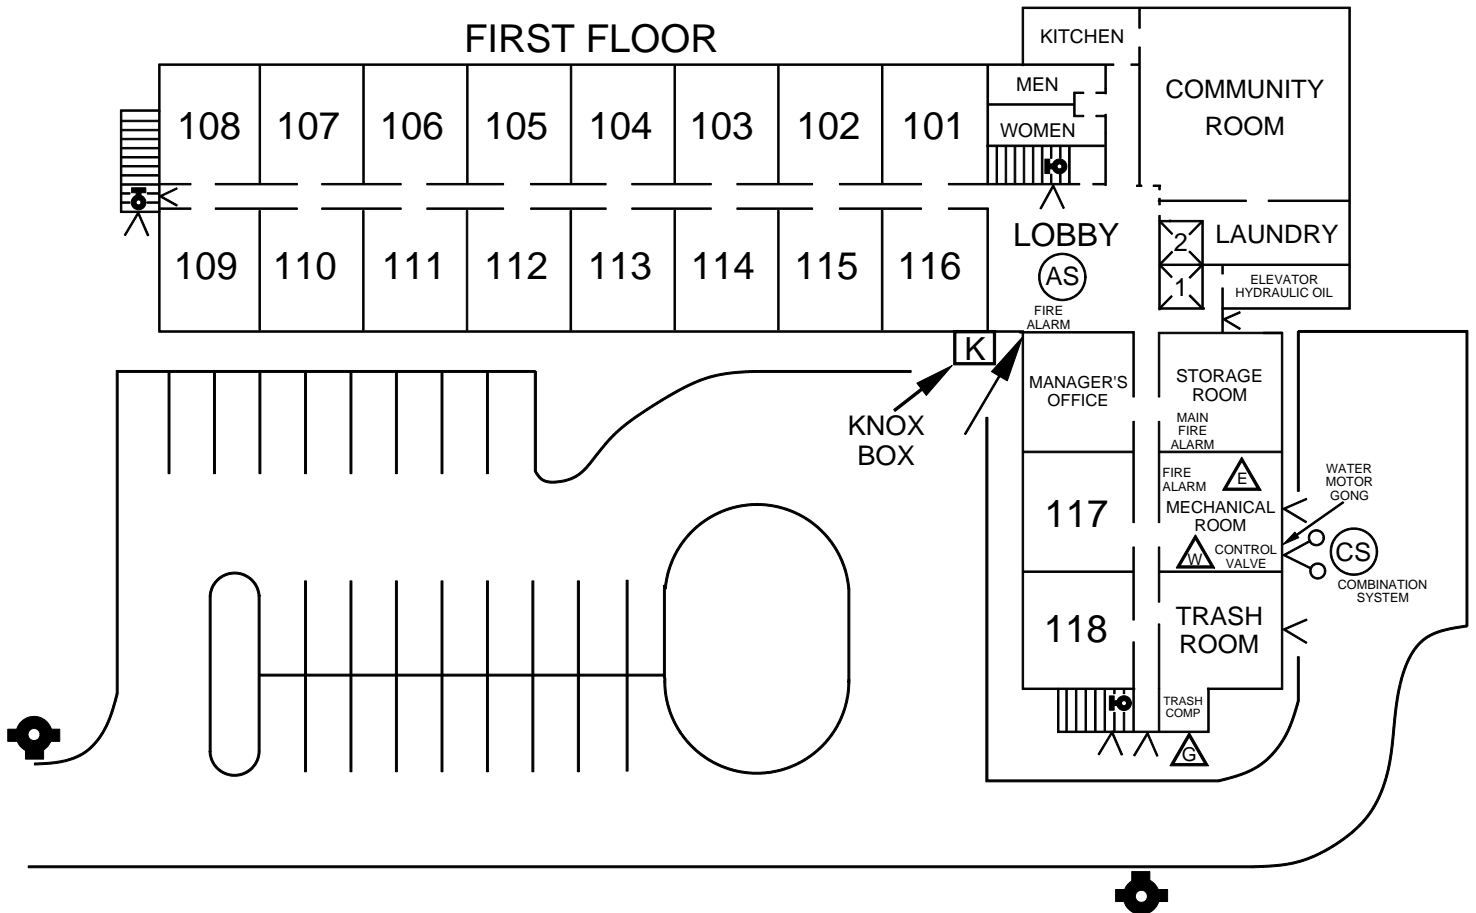 FIRST FLOOR
KITCHEN
MEN
WOMEN
COMMUNITY
ROOM
108
107
106
105
104
103
102
101
109
110
111
112
113
114
115
116
LOBBY
AS
FIRE
ALARM
2
1
LAUNDRY
ELEVATOR
HYDRAULIC OIL
K
KNOX
BOX
MANAGER'S
OFFICE
STORAGE
ROOM
MAIN
FIRE
ALARM
117
FIRE
ALARM
E
MECHANICAL
ROOM
W
CONTROL
VALVE
WATER
MOTOR
GONG
CS
COMBINATION
SYSTEM
118
TRASH
ROOM
TRASH
COMP
G